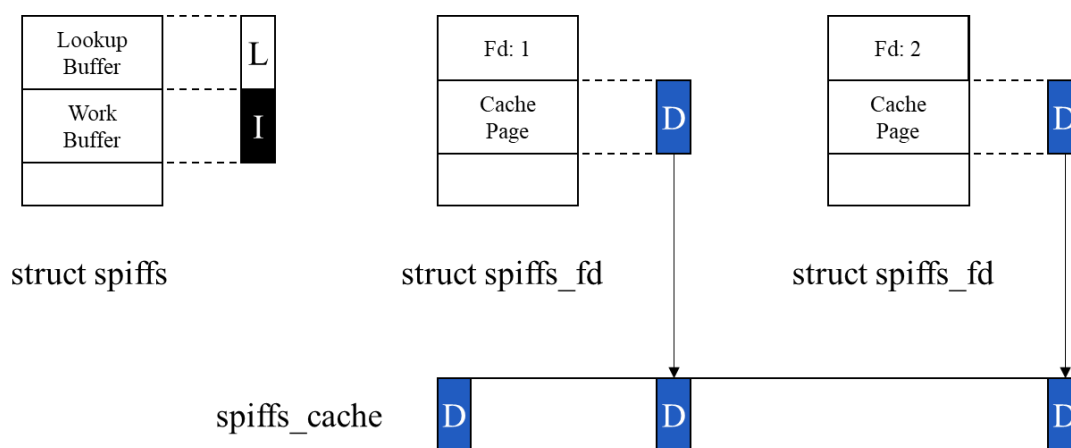 Lookup
Buffer
L
Work
Buffer
I
struct spiffs
Fd: 1
Cache
Page
D
struct spiffs_fd
Fd: 2
Cache
Page
D
struct spiffs_fd
spiffs_cache
D
D
D